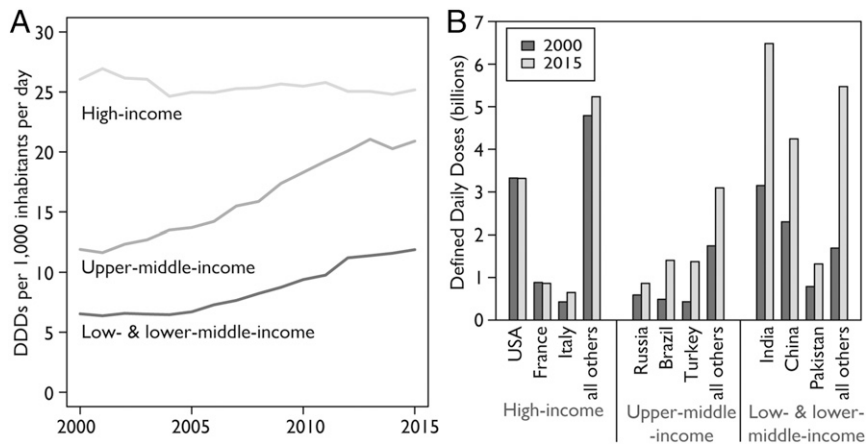 A
DDDs per 1,000 inhabitants per day
30
25
20
15
10
5
0
High-income
Upper-middle-income
Low- & lower-middle-income
2000
2005
2010
2015
B
Defined Daily Doses (billions)
7
6
5
4
3
2
1
0
2000
2015
USA
France
Italy
all others
Russia
Brazil
Turkey
all others
India
China
Pakistan
all others
High-income
Upper-middle
-income
Low- & lower-
middle-income